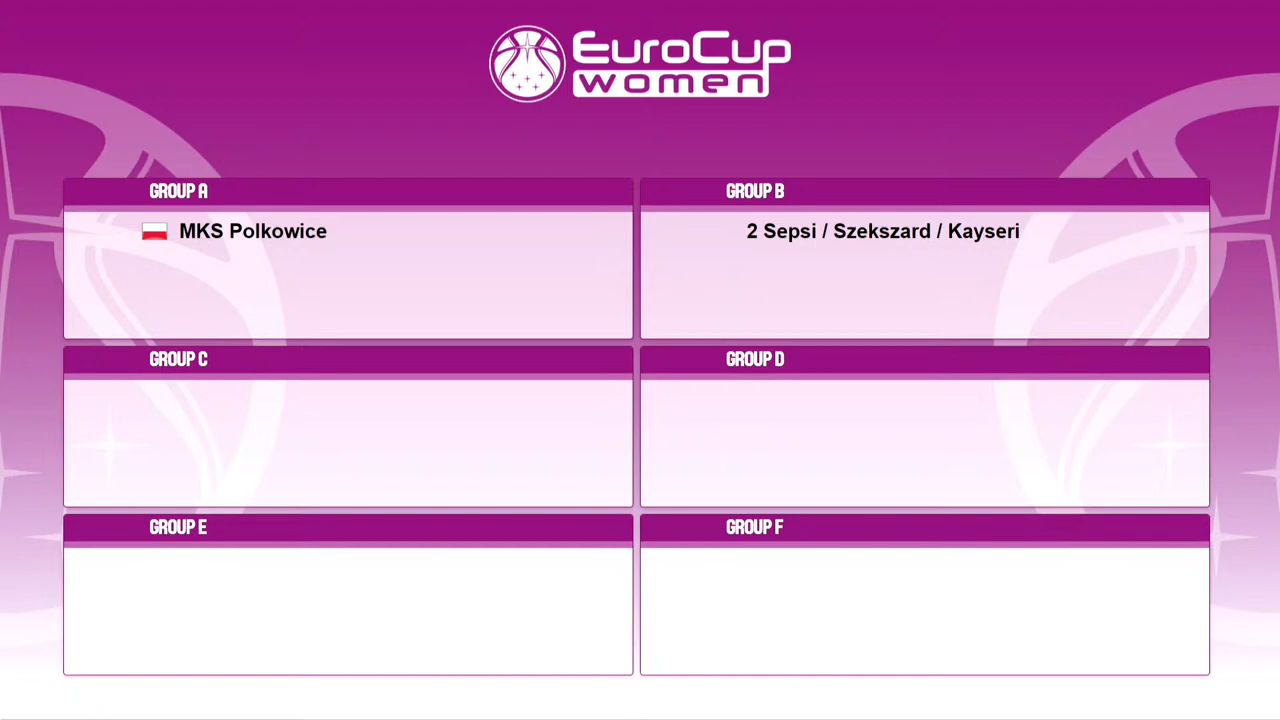 EuroCup
women
GROUP A
MKS Polkowice
GROUP B
2 Sepsi / Szekszard / Kayseri
GROUP C
GROUP D
GROUP E
GROUP F